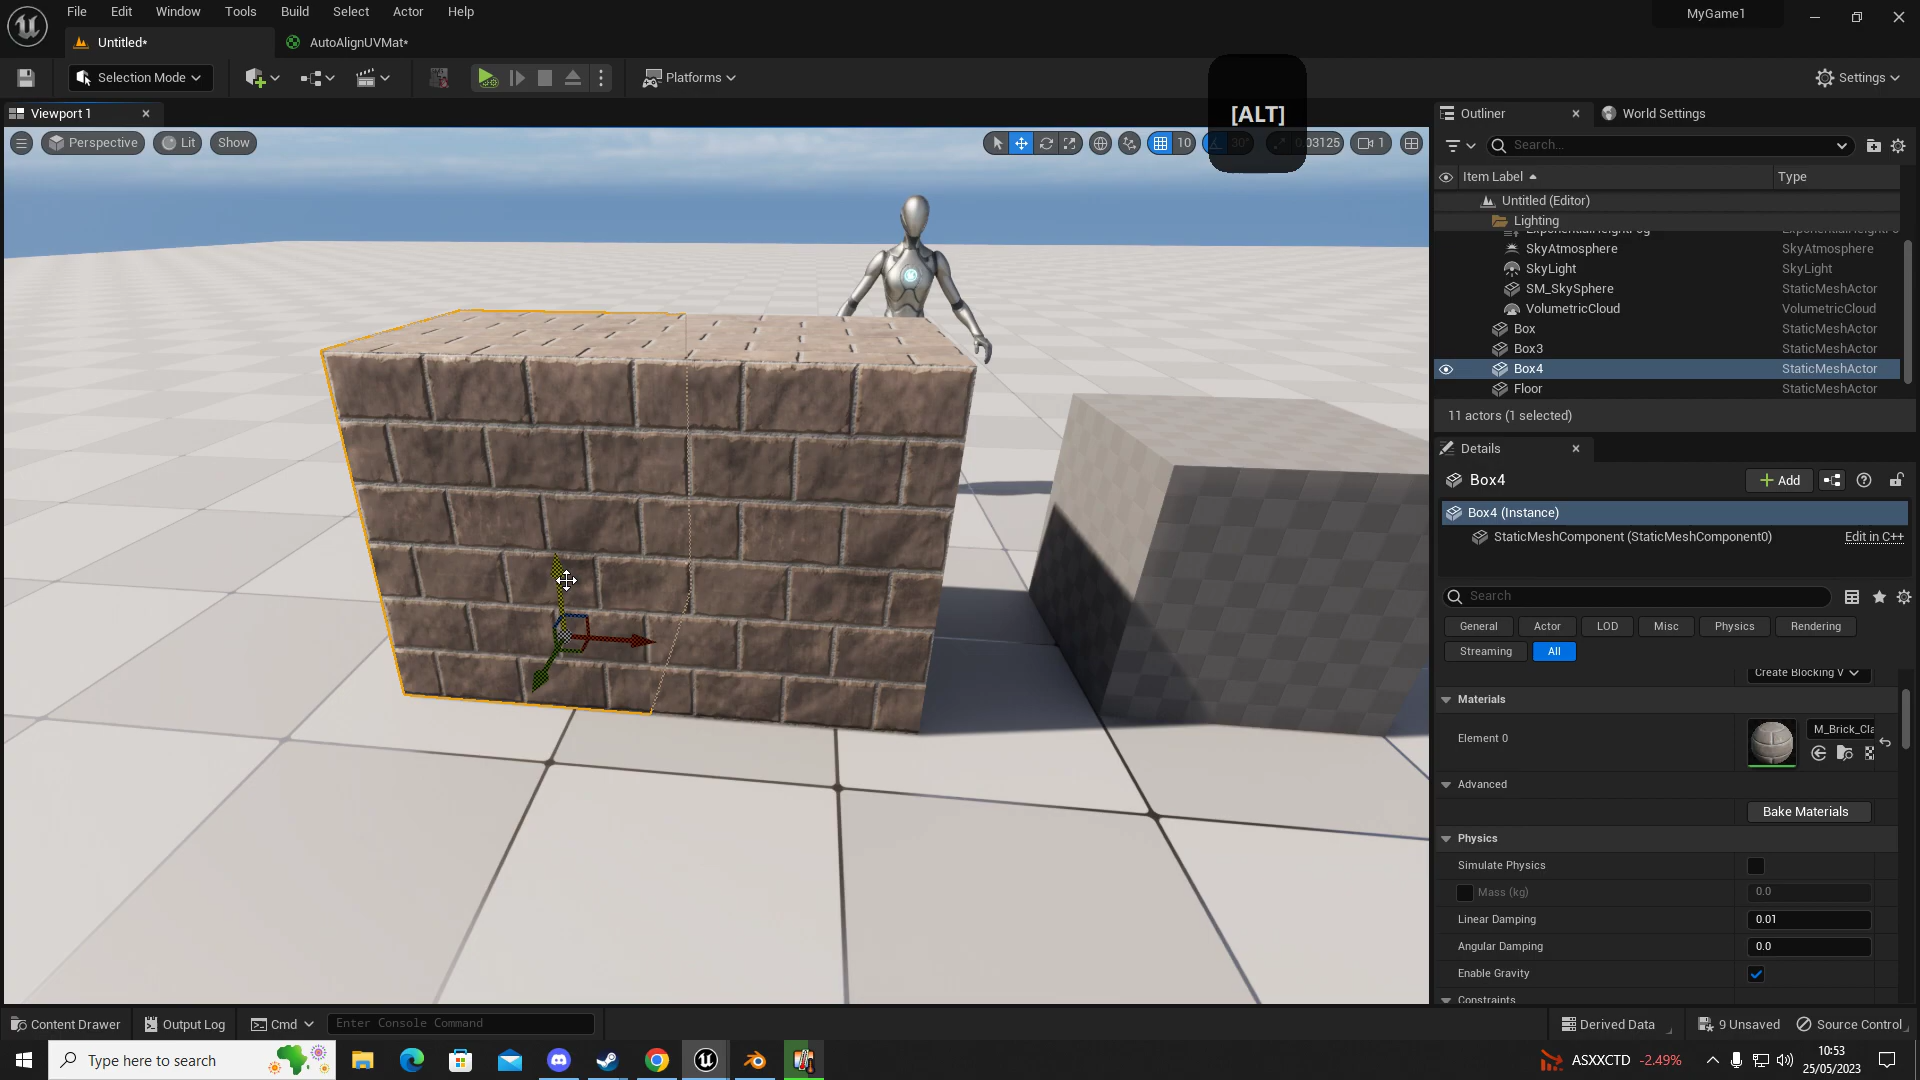 File Edit Window Tools Build Select Actor Help
MyGame1
Untitled*
AutoAlignUVMat*
Selection Mode
Platforms
Settings
[ALT]
Viewport 1
Perspective
Lit
Show
10
30°
0.03125
1
Outliner
World Settings
Search...
Item Label
Type
Untitled (Editor)
Lighting
SkyAtmosphere SkyAtmosphere
SkyLight SkyLight
SM_SkySphere StaticMeshActor
VolumetricCloud VolumetricCloud
Box StaticMeshActor
Box3 StaticMeshActor
Box4 StaticMeshActor
Floor StaticMeshActor
11 actors (1 selected)
Details
Box4
Add
Box4 (Instance)
StaticMeshComponent (StaticMeshComponent0)
Edit in C++
Search
General Actor LOD Misc Physics Rendering
Streaming All
Create Blocking V
Materials
Element 0
M_Brick_Cla
Advanced
Bake Materials
Physics
Simulate Physics
Mass (kg) 0.0
Linear Damping 0.01
Angular Damping 0.0
Enable Gravity
Constraints
Content Drawer
Output Log
Cmd
Enter Console Command
Derived Data
9 Unsaved
Source Control
Type here to search
ASXXCTD -2.49%
10:53
25/05/2023